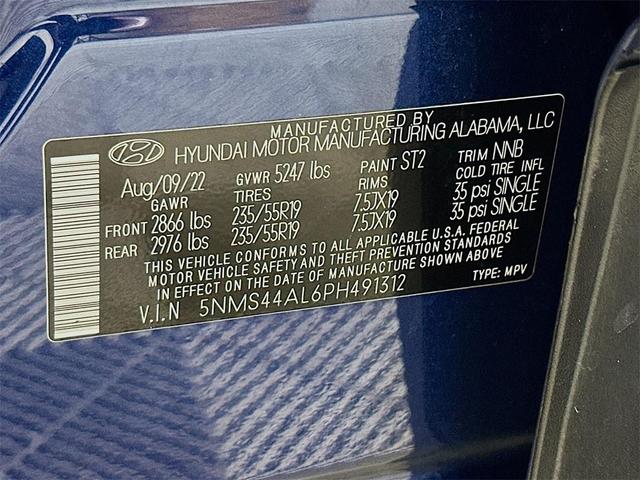 MANUFACTURED BY
HYUNDAI MOTOR MANUFACTURING ALABAMA, LLC
Aug/09/22 GVWR 5247 lbs PAINT ST2 TRIM NNB
GAWR TIRES RIMS COLD TIRE INFL
FRONT 2866 lbs 235/55R19 7.5JX19 35 psi SINGLE
REAR 2976 lbs 235/55R19 7.5JX19 35 psi SINGLE
THIS VEHICLE CONFORMS TO ALL APPLICABLE U.S.A. FEDERAL
MOTOR VEHICLE SAFETY AND THEFT PREVENTION STANDARDS
IN EFFECT ON THE DATE OF MANUFACTURE SHOWN ABOVE
V.I.N 5NMS44AL6PH491312 TYPE: MPV